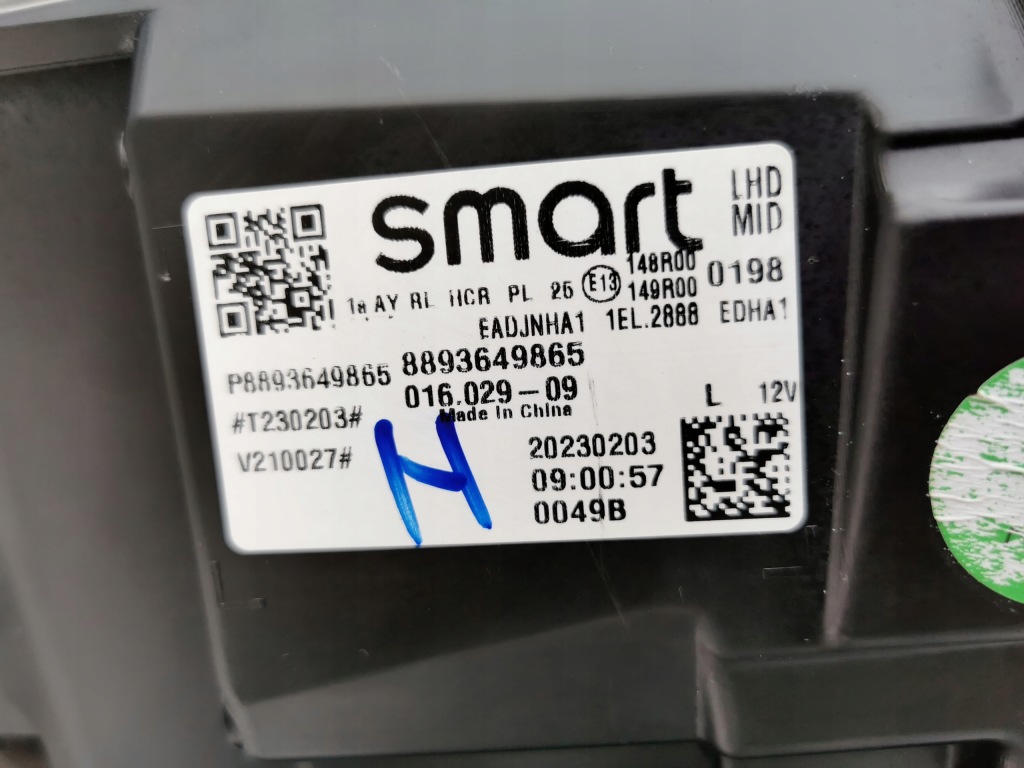 smart
LHD
MID
1a AY RL HCR PL 25 E13 148R00 0198
149R00
EADJNHA1 1EL.2888 EDHA1
P8893649865 8893649865
#T230203# 016.029-09
Made In China
L 12V
V210027# 20230203
09:00:57
0049B
H